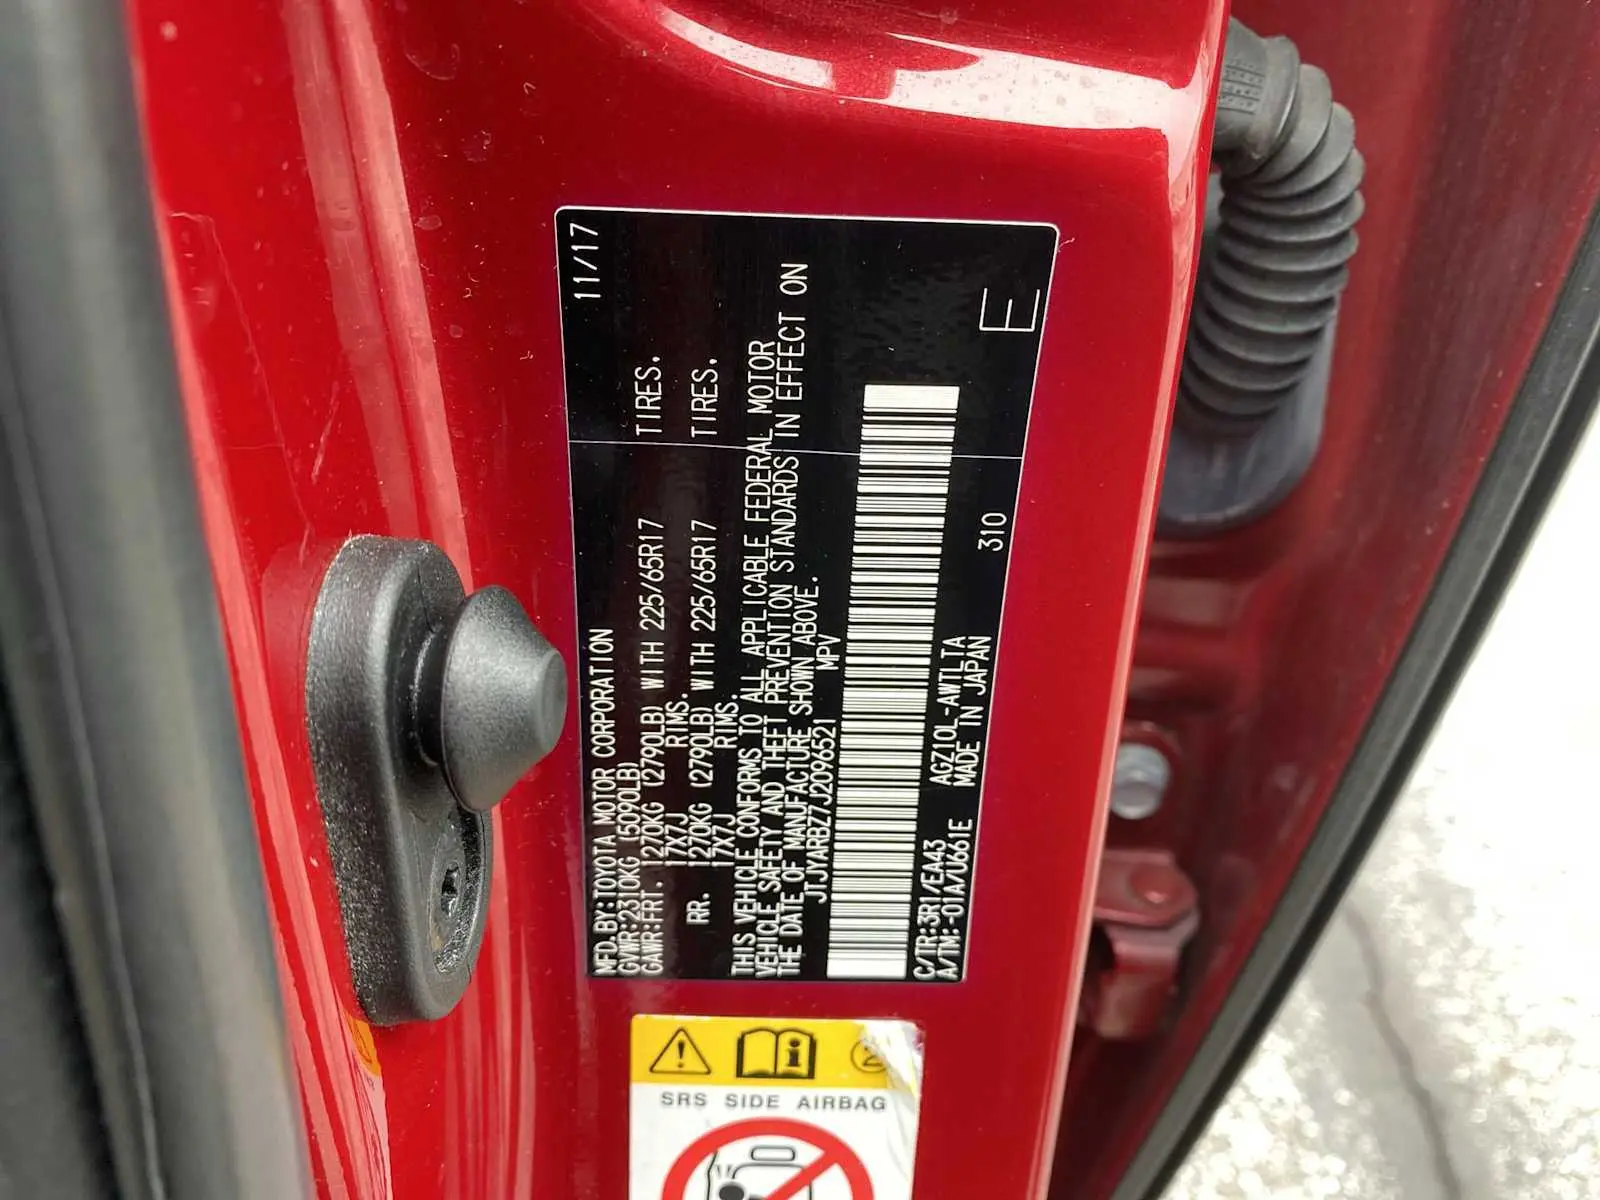 MFD.BY:TOYOTA MOTOR CORPORATION 11/17
GVWR:2310KG (5090LB)
GAWR:FRT. 1270KG (2790LB) WITH 225/65R17 TIRES.
17X7J RIMS.
RR. 1270KG (2790LB) WITH 225/65R17 TIRES.
17X7J RIMS.
THIS VEHICLE CONFORMS TO ALL APPLICABLE FEDERAL MOTOR
VEHICLE SAFETY AND THEFT PREVENTION STANDARDS IN EFFECT ON
THE DATE OF MANUFACTURE SHOWN ABOVE.
JTJYARBZ7J2096521 MPV
C/TR:3R1/EA43 AGZ10L-AWTLTA
A/TM:-01A/U661E MADE IN JAPAN 310 E
2
SRS SIDE AIRBAG